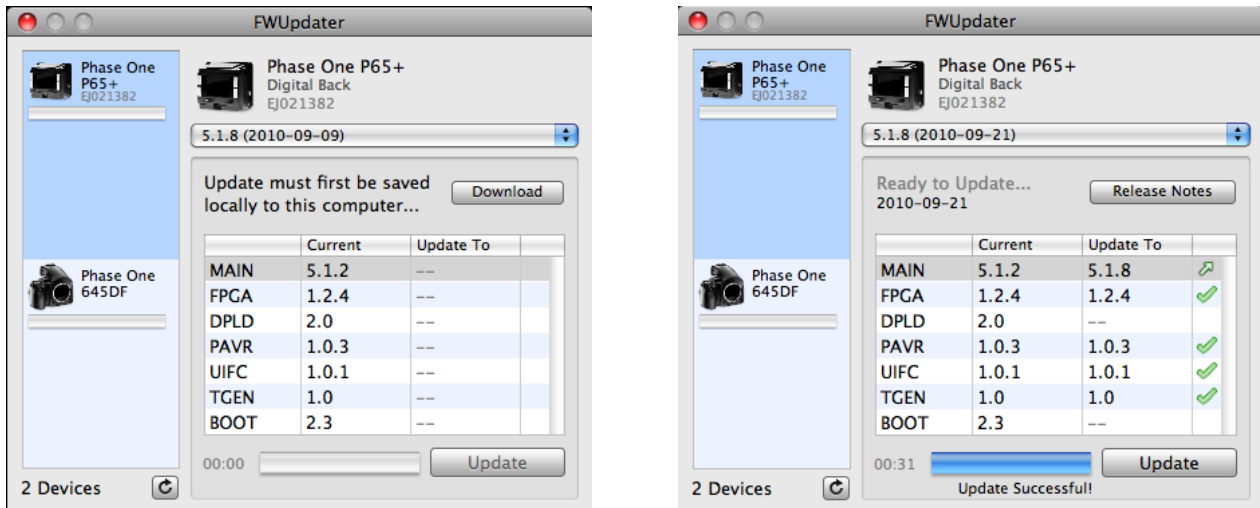 FWUpdater
Phase One
P65+
EJ021382
Phase One
645DF
2 Devices
Phase One P65+
Digital Back
EJ021382
5.1.8 (2010-09-09)
Update must first be saved
locally to this computer...
Download
Current Update To
MAIN 5.1.2 --
FPGA 1.2.4 --
DPLD 2.0 --
PAVR 1.0.3 --
UIFC 1.0.1 --
TGEN 1.0 --
BOOT 2.3 --
00:00 Update
FWUpdater
Phase One
P65+
EJ021382
Phase One
645DF
2 Devices
Phase One P65+
Digital Back
EJ021382
5.1.8 (2010-09-21)
Ready to Update...
2010-09-21
Release Notes
Current Update To
MAIN 5.1.2 5.1.8
FPGA 1.2.4 1.2.4
DPLD 2.0 --
PAVR 1.0.3 1.0.3
UIFC 1.0.1 1.0.1
TGEN 1.0 1.0
BOOT 2.3 --
00:31 Update
Update Successful!